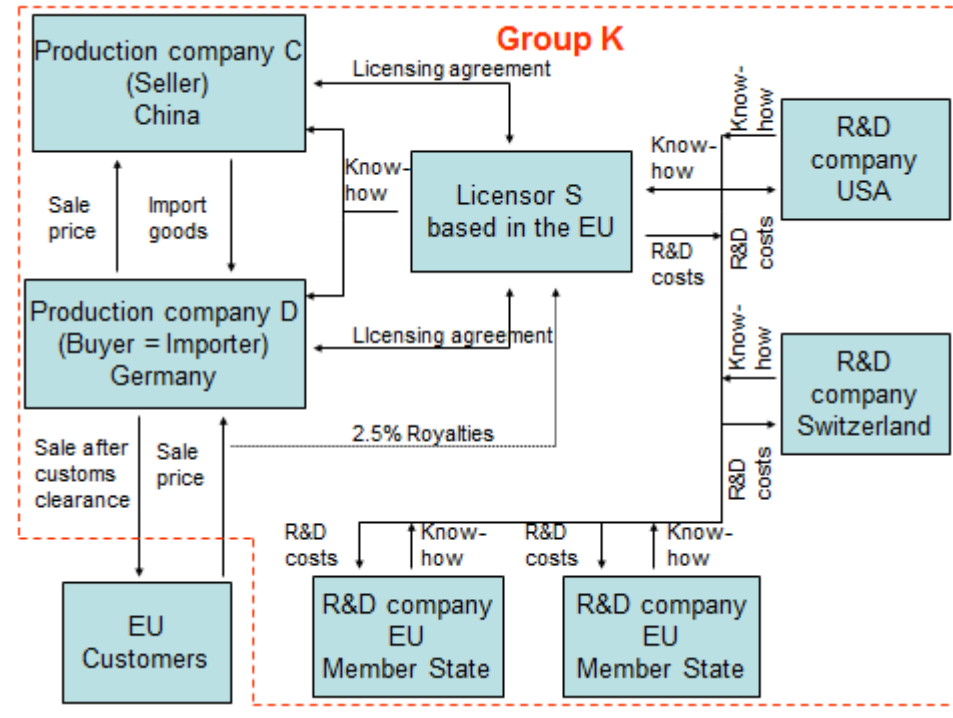 Group K
Production company C
(Seller)
China
Licensing agreement
Know-
how
R&D
company
USA
Know-
how
Know-
how
Licensor S
based in the EU
Sale
price
Import
goods
R&D
costs
R&D
costs
Production company D
(Buyer = Importer)
Germany
LIcensing agreement
Know-
how
R&D
company
Switzerland
2.5% Royalties
Sale after
customs
clearance
Sale
price
R&D
costs
R&D
costs
Know-
how
R&D
costs
Know-
how
EU
Customers
R&D company
EU
Member State
R&D company
EU
Member State